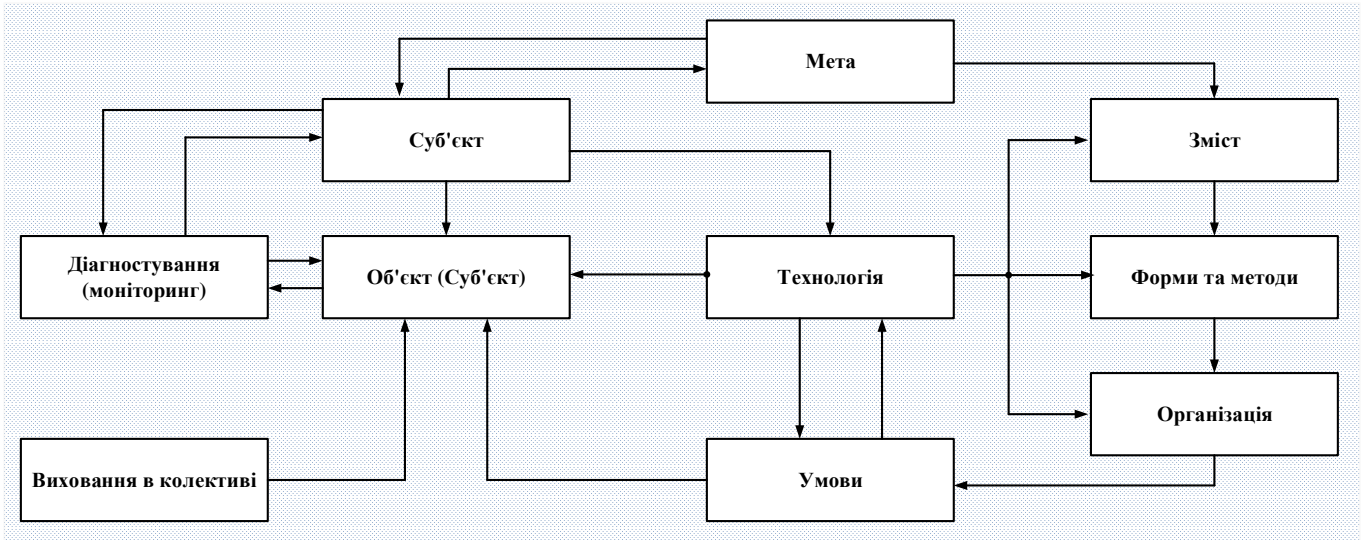 Мета
Суб'єкт
Зміст
Діагностування
(моніторинг)
Об'єкт (Суб'єкт)
Технологія
Форми та методи
Організація
Виховання в колективі
Умови